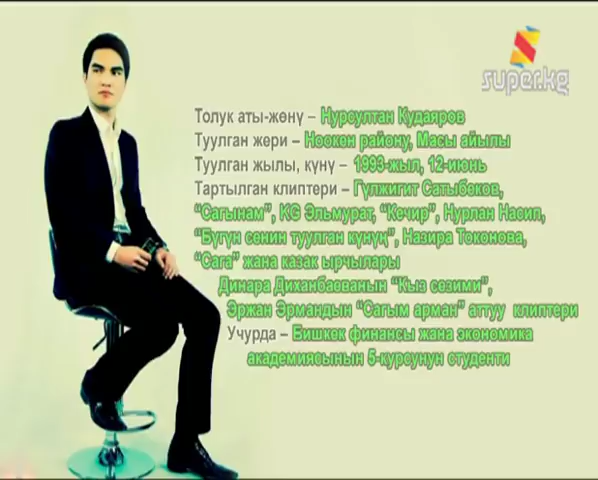 super.kg
Толук аты-жөнү – Нурсултан Кудаяров
Туулган жери – Ноокен району, Масы айылы
Туулган жылы, күнү – 1993-жыл, 12-июнь
Тартылган клиптери – Гүлжигит Сатыбеков,
“Сагынам”, KG Эльмурат, “Кечир”, Нурлан Насип,
“Бүгүн сенин туулган күнүң”, Назира Токонова,
“Сага” жана казак ырчылары
Динара Диханбаеванын “Кыз сезими”,
Эржан Эрмандын “Сагым арман” аттуу клиптери
Учурда – Бишкек финансы жана экономика
академиясынын 5-курсунун студенти